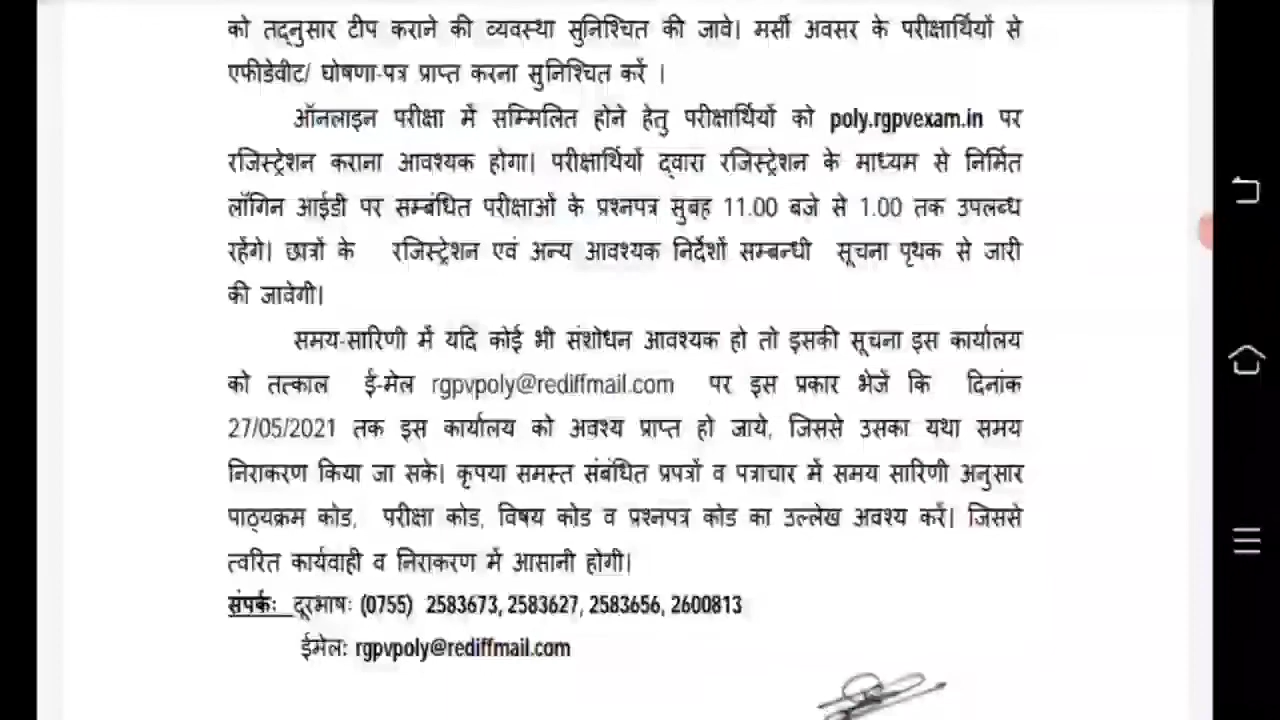 को तद्नुसार टीप कराने की व्यवस्था सुनिश्चित की जावे। मर्सी अवसर के परीक्षार्थियों से
एफीडेवीट/ घोषणा-पत्र प्राप्त करना सुनिश्चित करें ।
ऑनलाइन परीक्षा में सम्मिलित होने हेतु परीक्षार्थियों को poly.rgpvexam.in पर
रजिस्ट्रेशन कराना आवश्यक होगा। परीक्षार्थियों द्वारा रजिस्ट्रेशन के माध्यम से निर्मित
लॉगिन आईडी पर सम्बंधित परीक्षाओं के प्रश्नपत्र सुबह 11.00 बजे से 1.00 तक उपलब्ध
रहेंगे। छात्रों के रजिस्ट्रेशन एवं अन्य आवश्यक निर्देशों सम्बन्धी सूचना पृथक से जारी
की जावेगी।
समय-सारिणी में यदि कोई भी संशोधन आवश्यक हो तो इसकी सूचना इस कार्यालय
को तत्काल ई-मेल rgpvpoly@rediffmail.com पर इस प्रकार भेजें कि दिनांक
27/05/2021 तक इस कार्यालय को अवश्य प्राप्त हो जाये, जिससे उसका यथा समय
निराकरण किया जा सके। कृपया समस्त संबंधित प्रपत्रों व पत्राचार में समय सारिणी अनुसार
पाठ्यक्रम कोड, परीक्षा कोड, विषय कोड व प्रश्नपत्र कोड का उल्लेख अवश्य करें। जिससे
त्वरित कार्यवाही व निराकरण में आसानी होगी।
संपर्कः दूरभाषः (0755) 2583673, 2583627, 2583656, 2600813
ईमेलः rgpvpoly@rediffmail.com